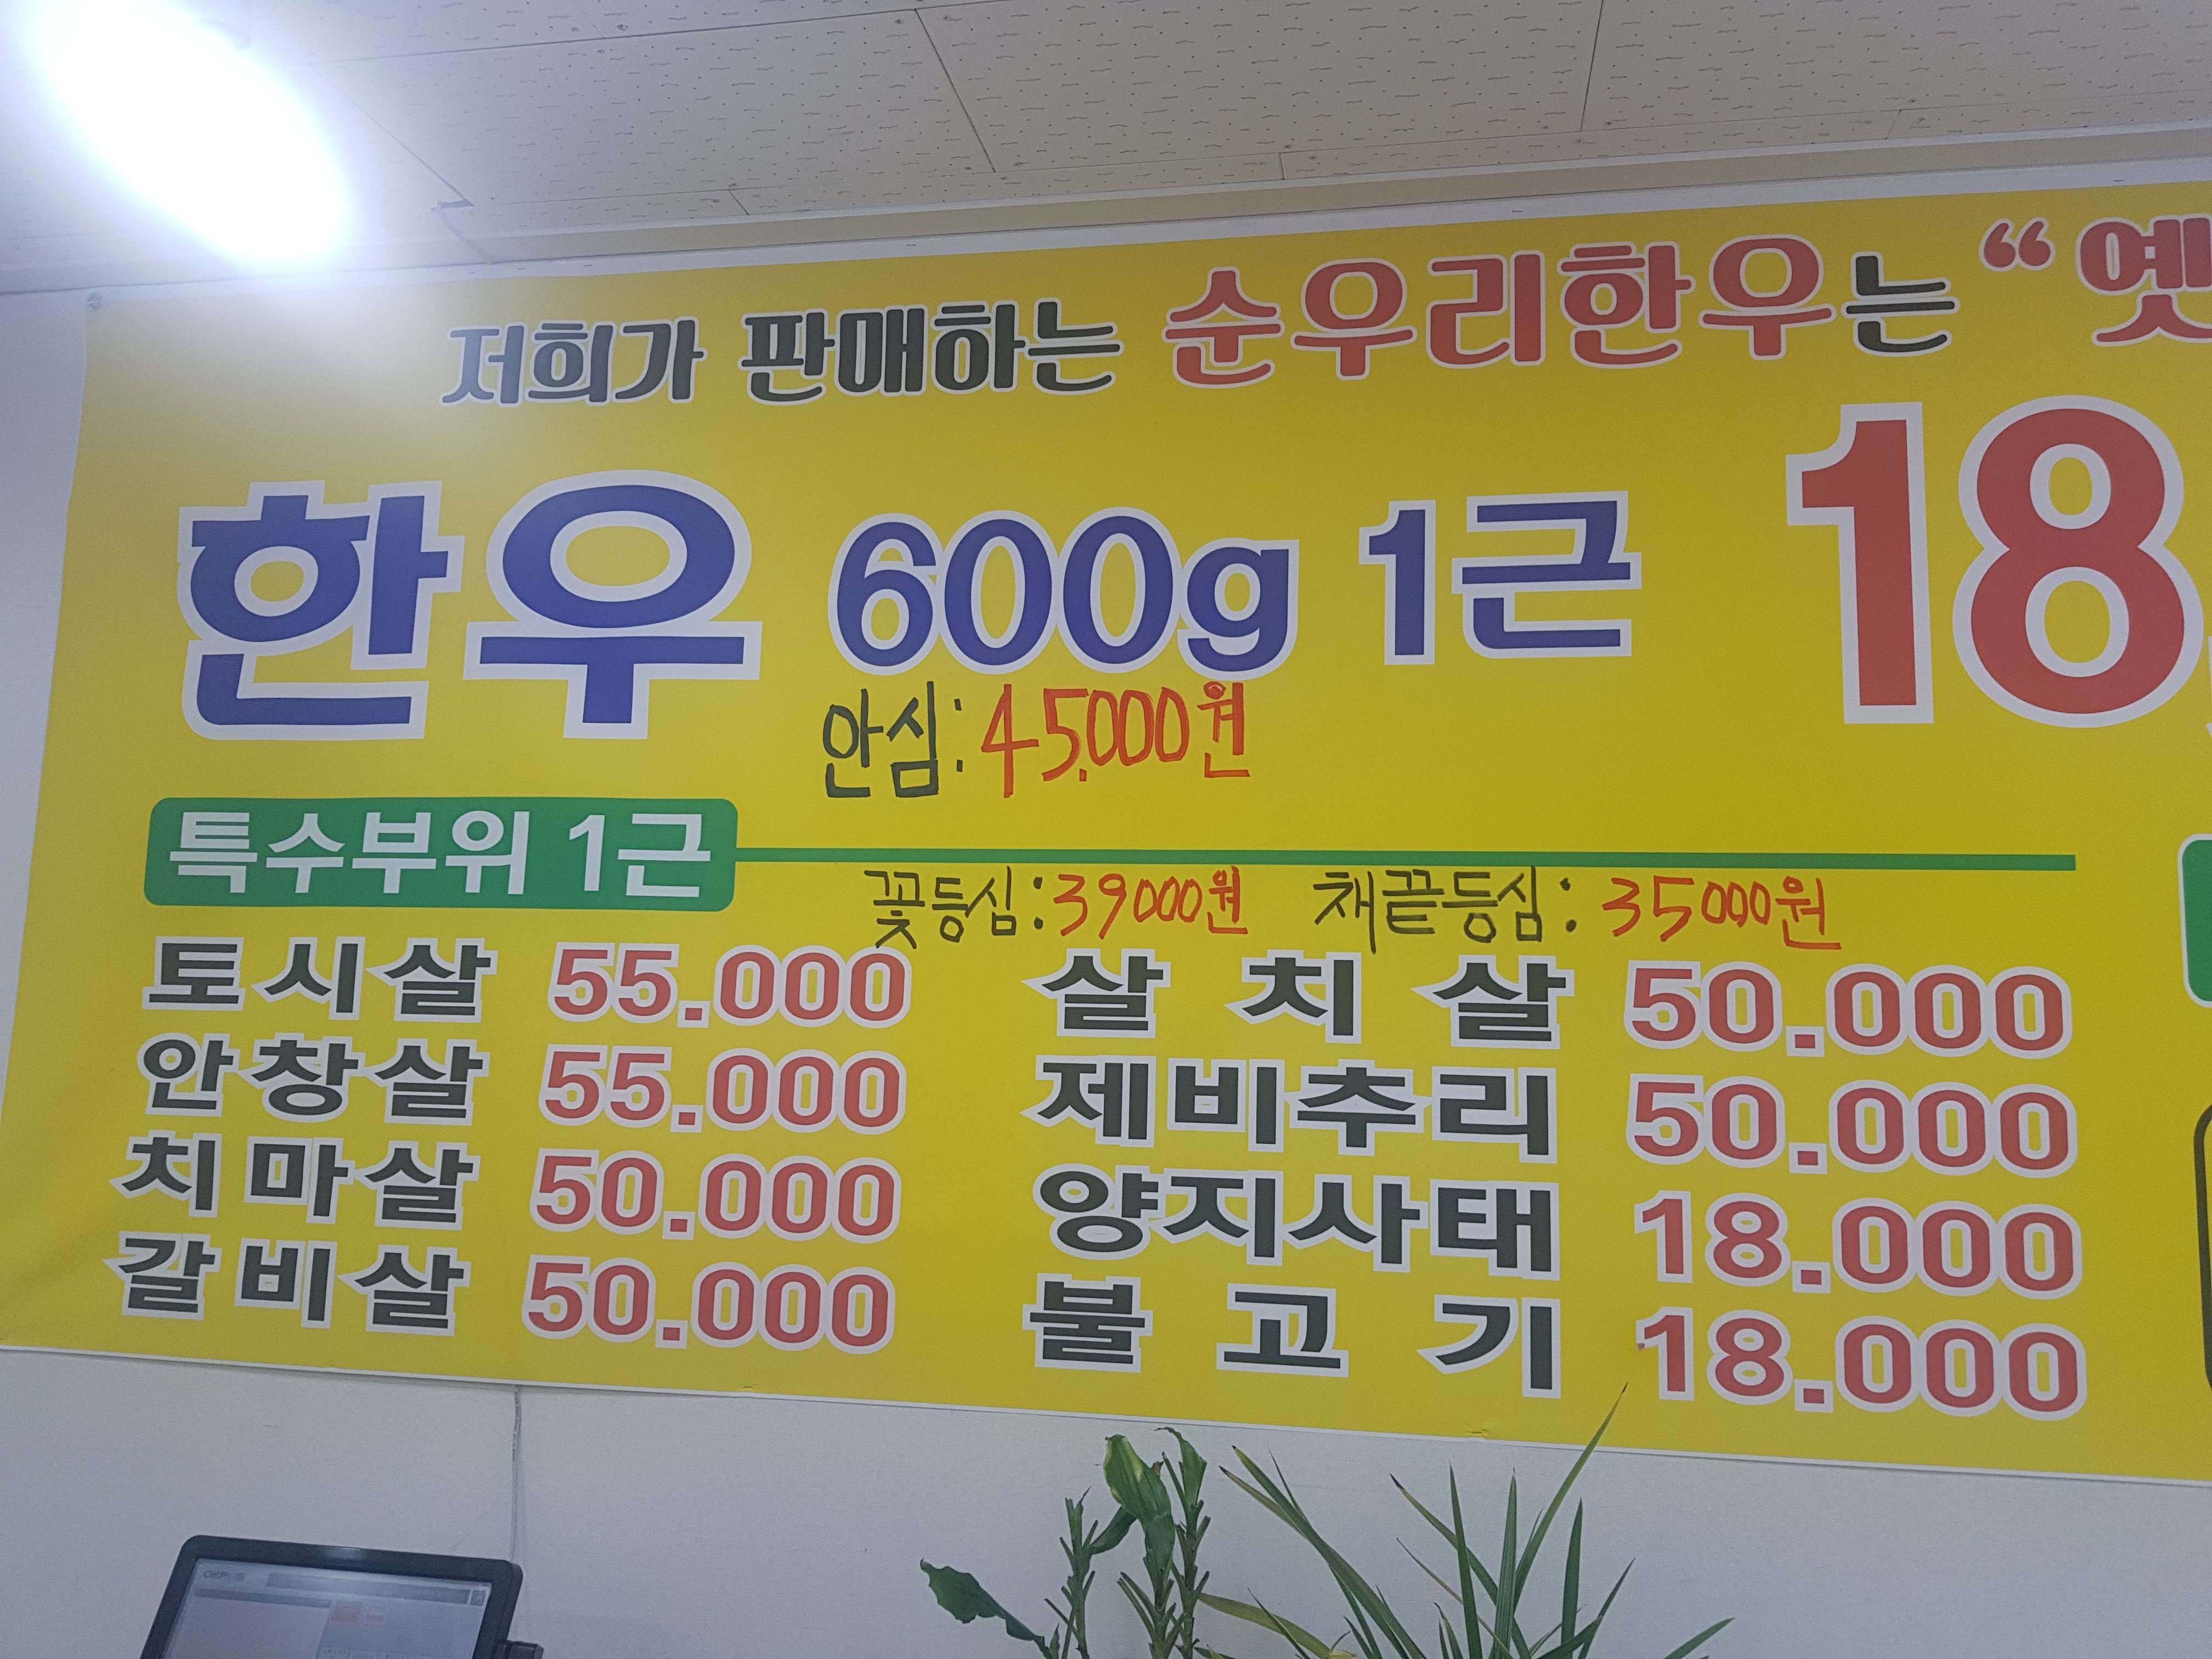 저희가 판매하는 순우리한우는 “옛
한우 600g 1근 18
안심: 45.000원
특수부위 1근
꽃등심: 39000원 채끝등심: 35000원
토시살 55.000 살치살 50.000
안창살 55.000 제비추리 50.000
치마살 50.000 양지사태 18.000
갈비살 50.000 불고기 18.000